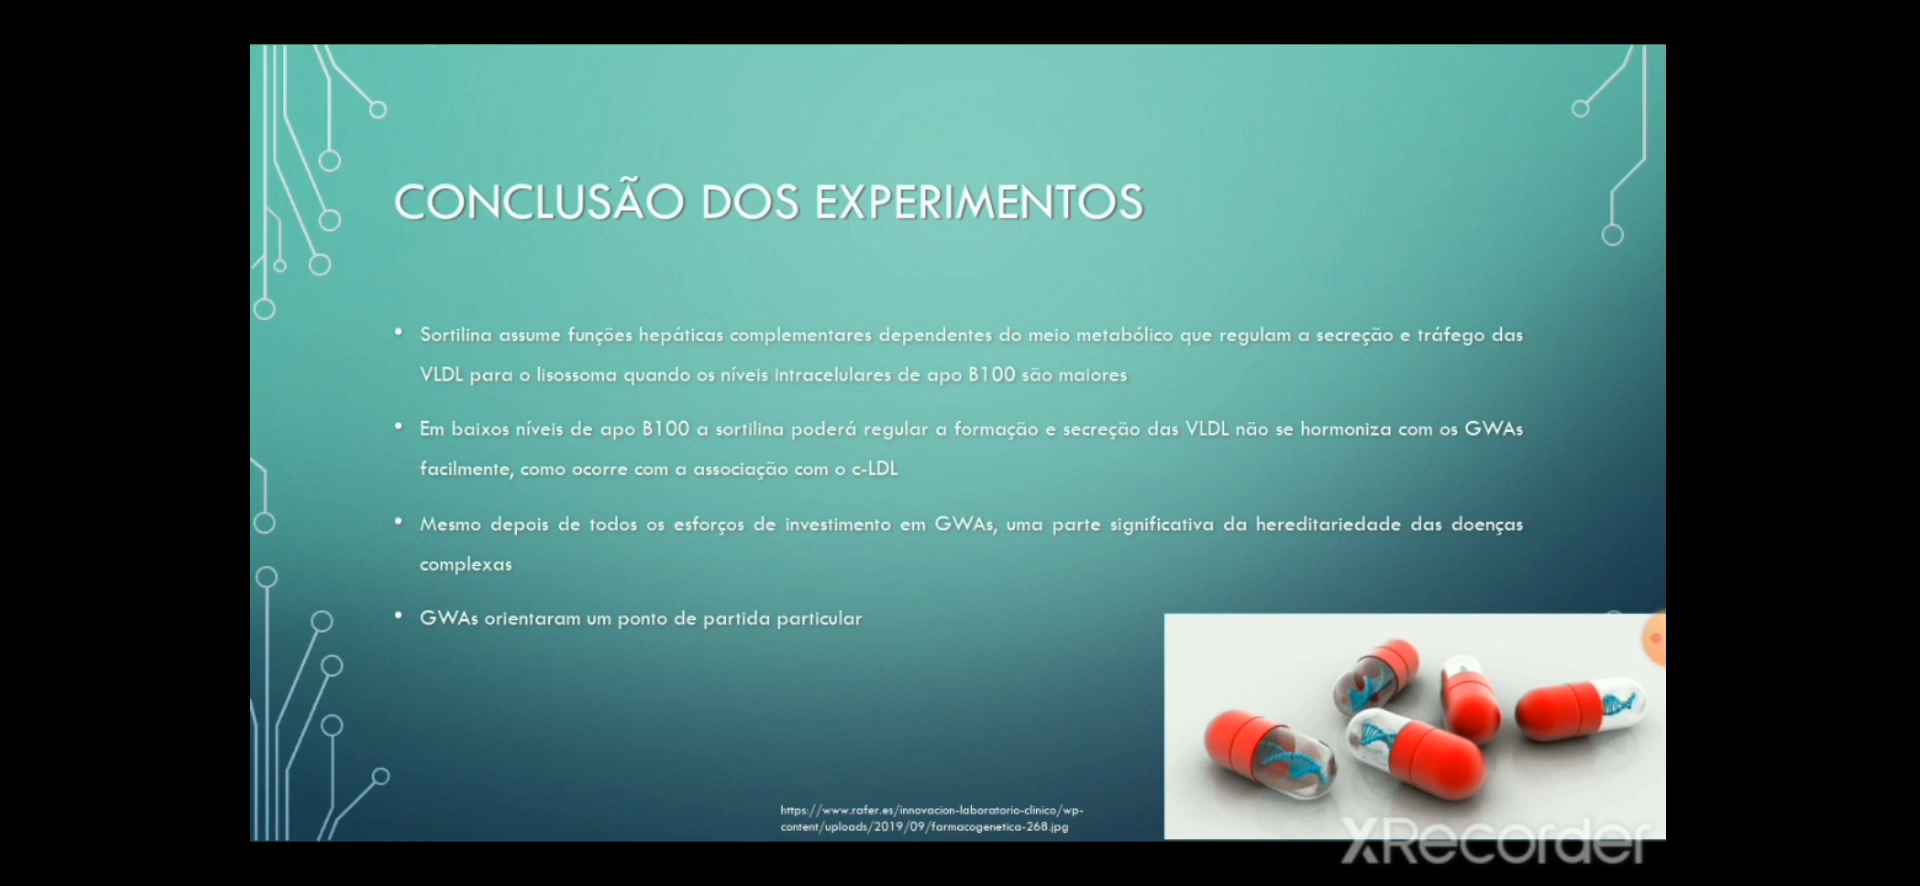 CONCLUSÃO DOS EXPERIMENTOS
• Sortilina assume funções hepáticas complementares dependentes do meio metabólico que regulam a secreção e tráfego das
VLDL para o lisossoma quando os níveis intracelulares de apo B100 são maiores
• Em baixos níveis de apo B100 a sortilina poderá regular a formação e secreção das VLDL não se hormoniza com os GWAs
facilmente, como ocorre com a associação com o c-LDL
• Mesmo depois de todos os esforços de investimento em GWAs, uma parte significativa da hereditariedade das doenças
complexas
• GWAs orientaram um ponto de partida particular
https://www.rafer.es/innovacion-laboratorio-clinico/wp-
content/uploads/2019/09/farmacogenetica-268.jpg
XRecorder